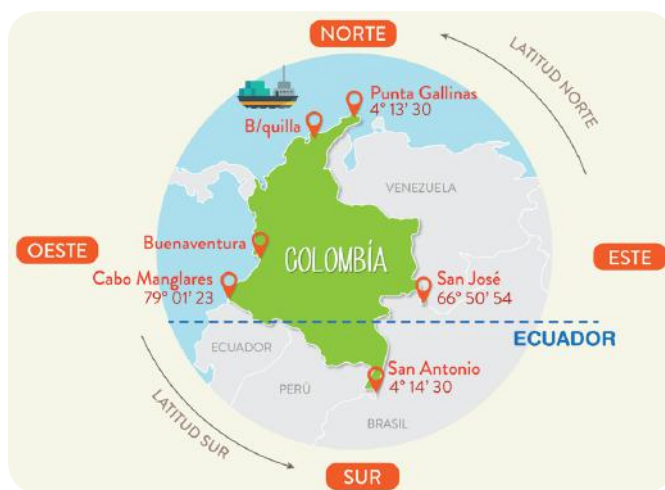 NORTE
LATITUD NORTE
Punta Gallinas
4° 13' 30
B/quilla
VENEZUELA
OESTE
Buenaventura
COLOMBÍA
ESTE
Cabo Manglares
79° 01' 23
San José
66° 50' 54
ECUADOR
ECUADOR
San Antonio
4° 14' 30
PERÚ
LATITUD SUR
BRASIL
SUR